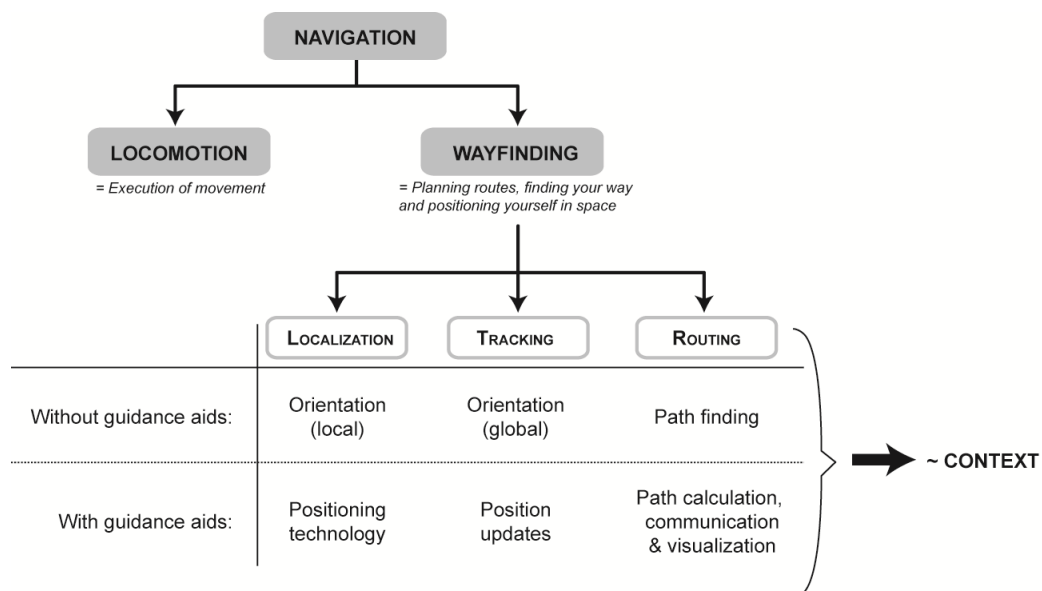 NAVIGATION
LOCOMOTION
WAYFINDING
= Execution of movement
= Planning routes, finding your way
and positioning yourself in space
LOCALIZATION
TRACKING
ROUTING
Without guidance aids:
Orientation
(local)
Orientation
(global)
Path finding
~ CONTEXT
With guidance aids:
Positioning
technology
Position
updates
Path calculation,
communication
& visualization